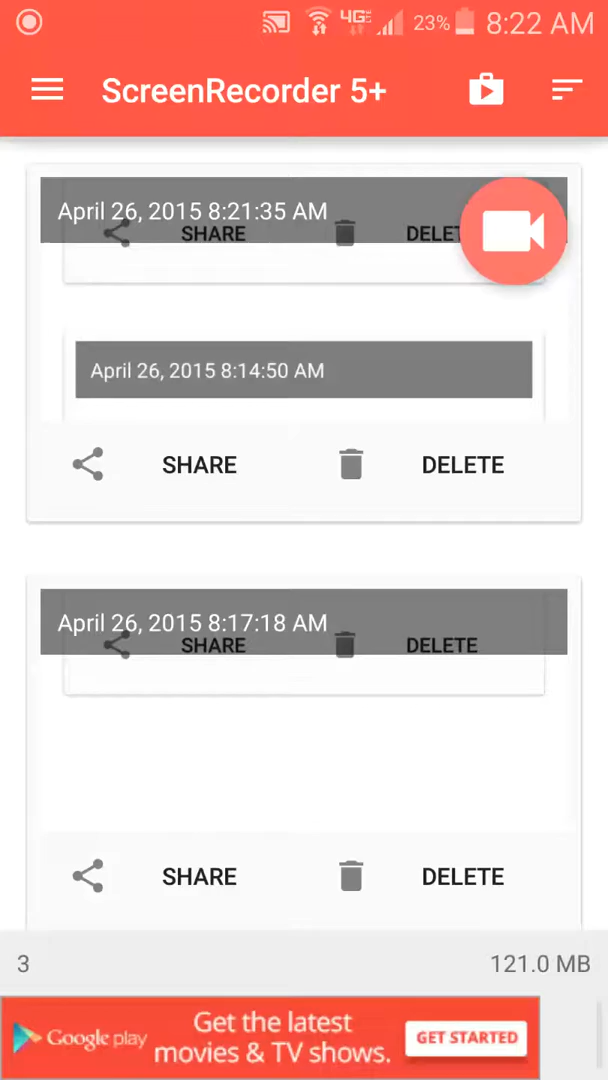 4G LTE 23% 8:22 AM
ScreenRecorder 5+
April 26, 2015 8:21:35 AM
SHARE DELET
April 26, 2015 8:14:50 AM
SHARE DELETE
April 26, 2015 8:17:18 AM
SHARE DELETE
SHARE DELETE
3 121.0 MB
Google play Get the latest movies & TV shows. GET STARTED